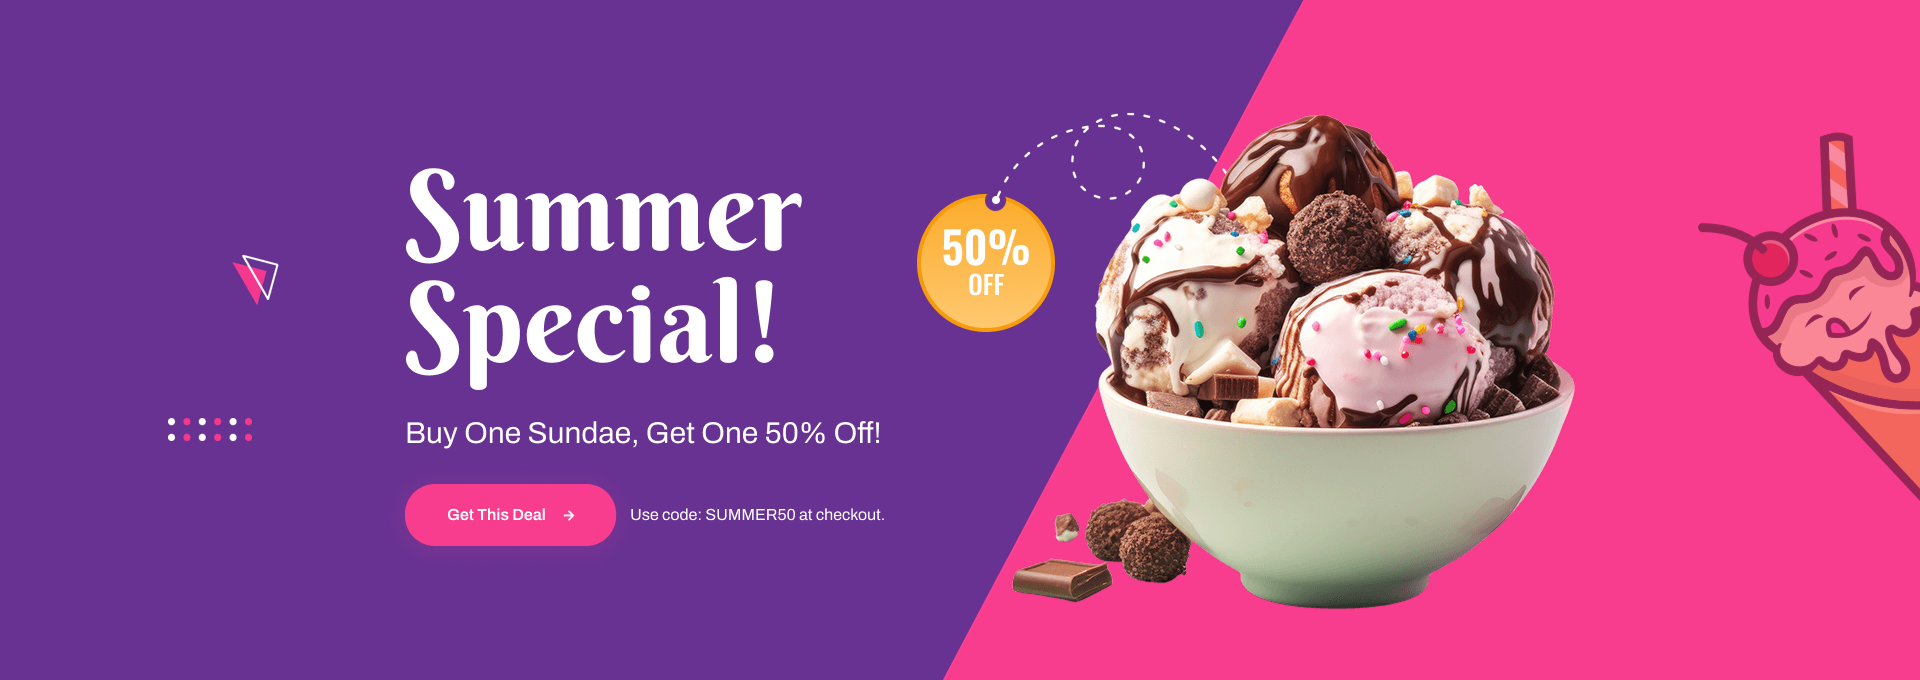 Summer
Special!
Buy One Sundae, Get One 50% Off!
Get This Deal
Use code: SUMMER50 at checkout.
50%
OFF